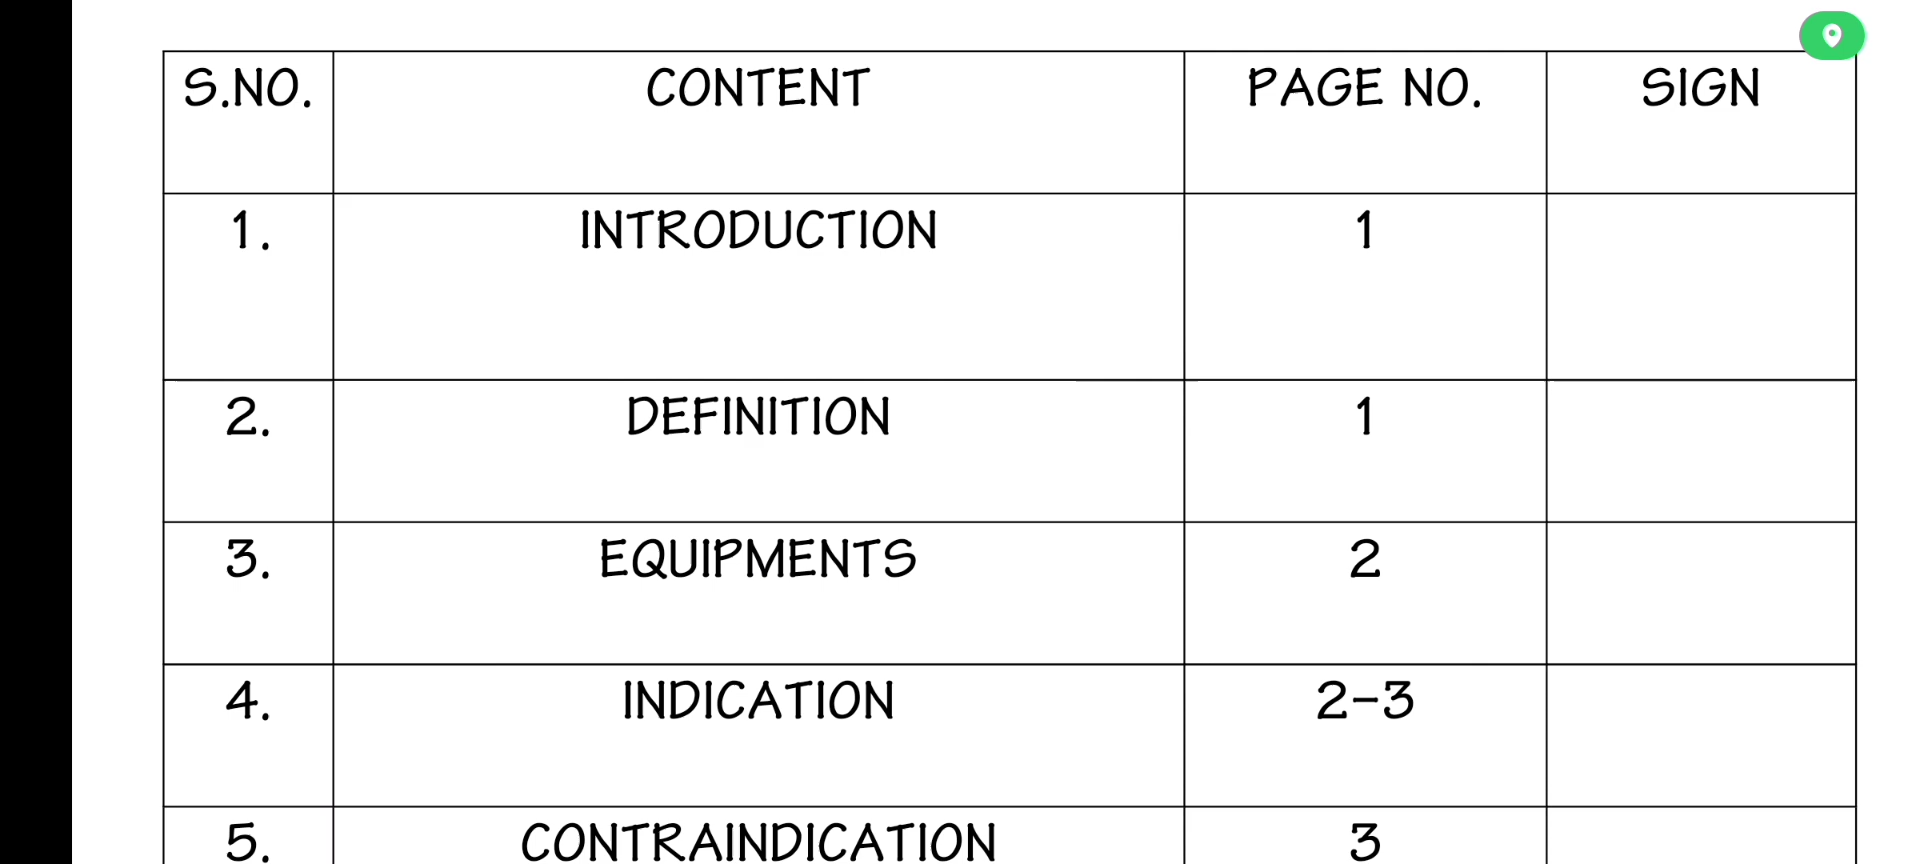 S.NO. CONTENT PAGE NO. SIGN
1. INTRODUCTION 1
2. DEFINITION 1
3. EQUIPMENTS 2
4. INDICATION 2-3
5. CONTRAINDICATION 3